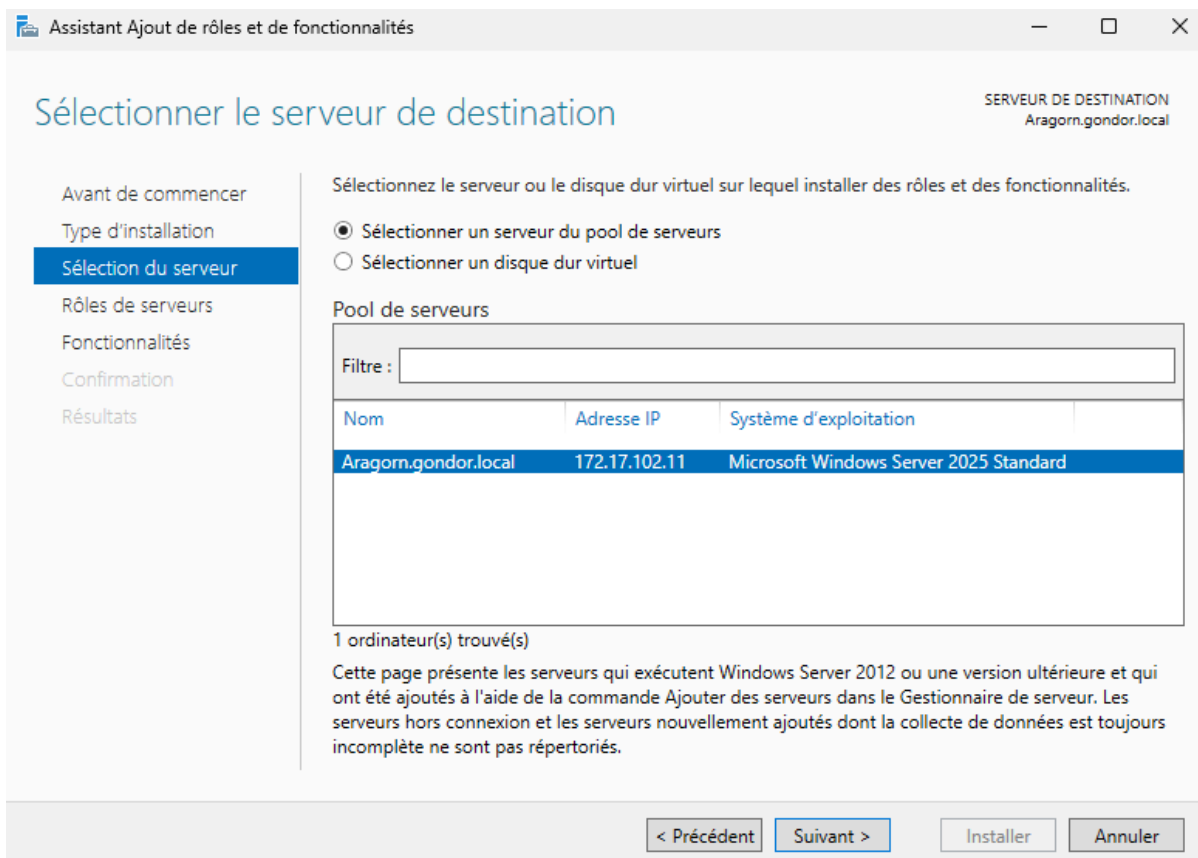 Assistant Ajout de rôles et de fonctionnalités
Sélectionner le serveur de destination
SERVEUR DE DESTINATION
Aragorn.gondor.local
Avant de commencer
Type d'installation
Sélection du serveur
Rôles de serveurs
Fonctionnalités
Confirmation
Résultats
Sélectionnez le serveur ou le disque dur virtuel sur lequel installer des rôles et des fonctionnalités.
Sélectionner un serveur du pool de serveurs
Sélectionner un disque dur virtuel
Pool de serveurs
Filtre :
Nom Adresse IP Système d'exploitation
Aragorn.gondor.local 172.17.102.11 Microsoft Windows Server 2025 Standard
1 ordinateur(s) trouvé(s)
Cette page présente les serveurs qui exécutent Windows Server 2012 ou une version ultérieure et qui
ont été ajoutés à l'aide de la commande Ajouter des serveurs dans le Gestionnaire de serveur. Les
serveurs hors connexion et les serveurs nouvellement ajoutés dont la collecte de données est toujours
incomplète ne sont pas répertoriés.
< Précédent Suivant > Installer Annuler